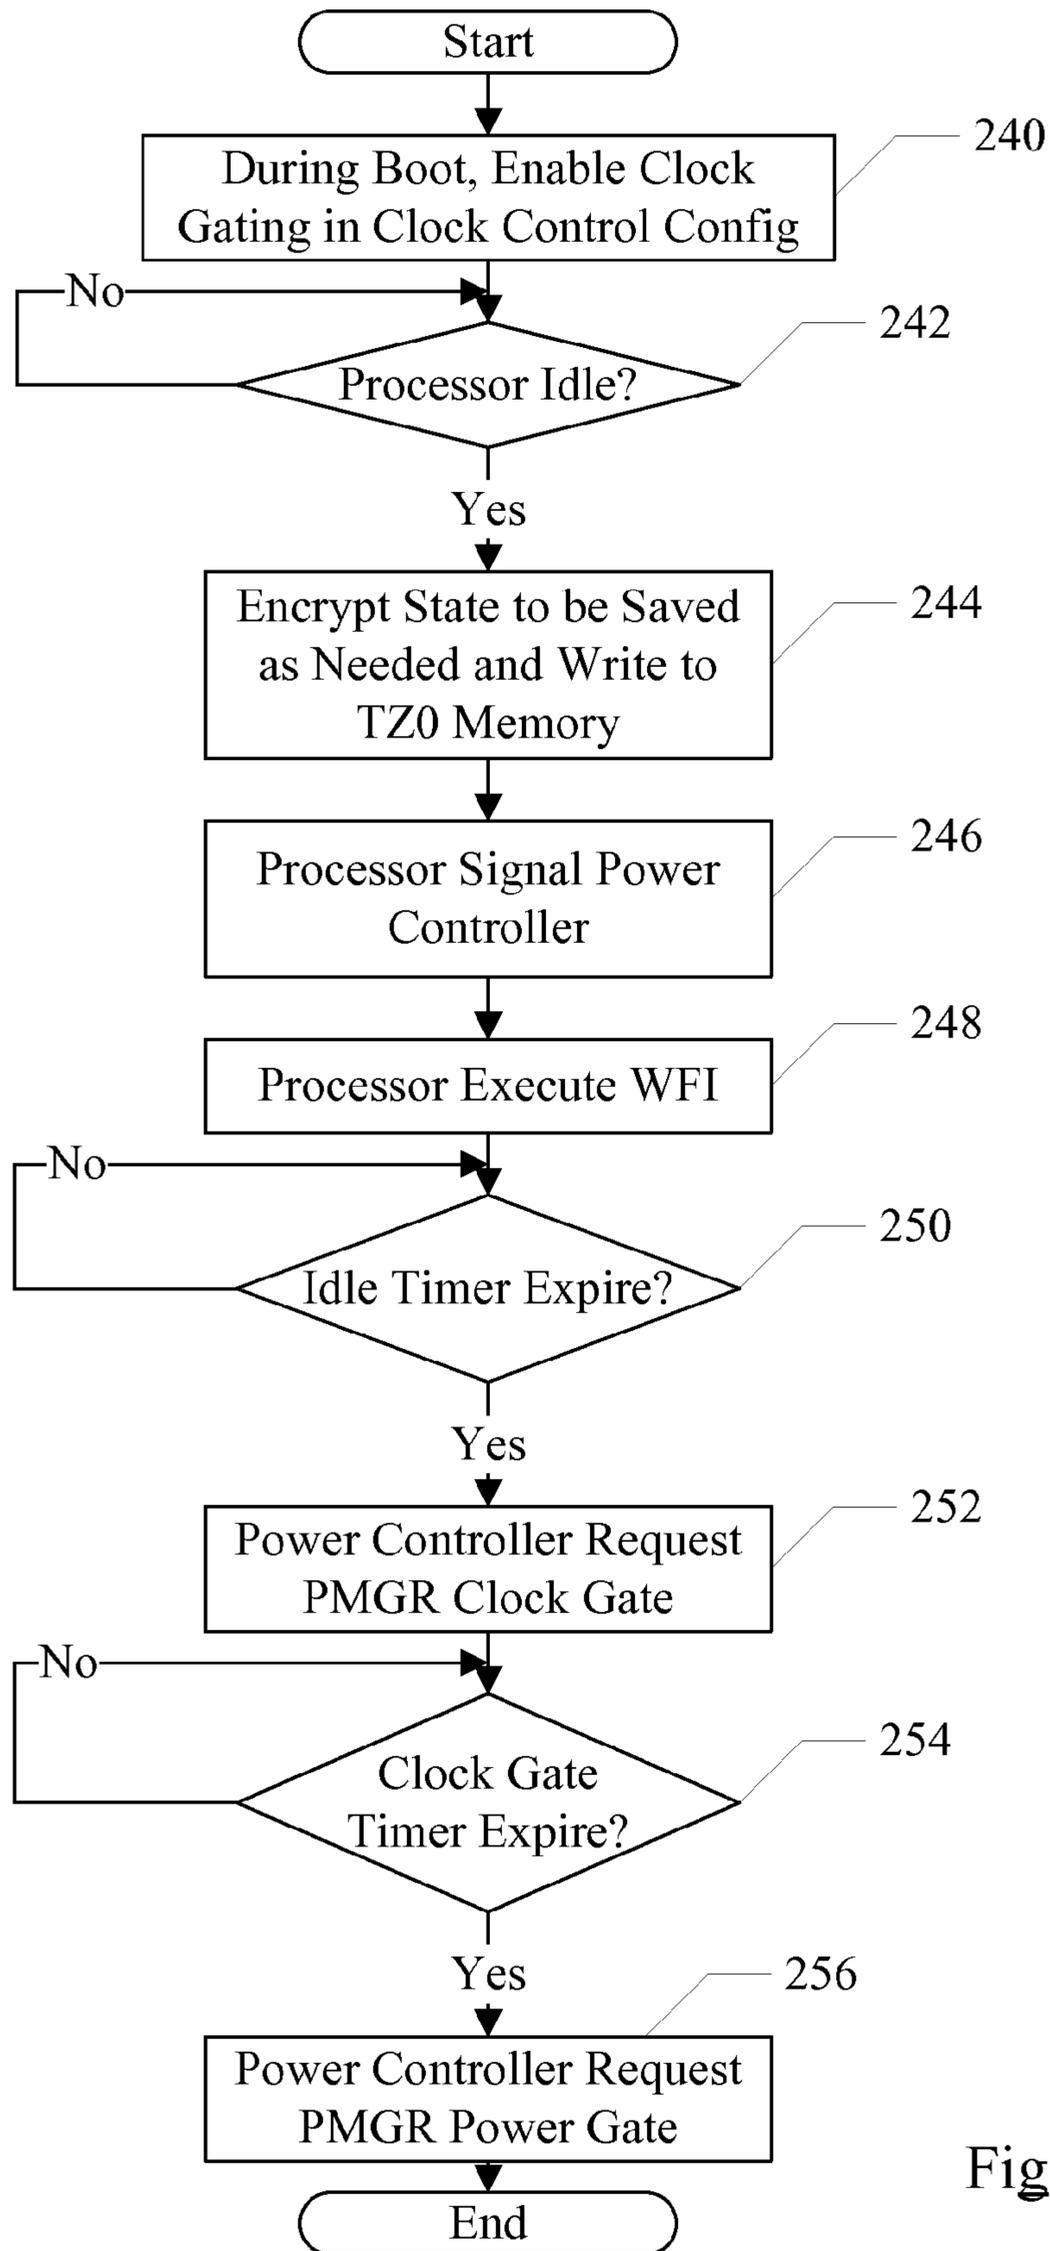 Start
240
During Boot, Enable Clock
Gating in Clock Control Config
No
242
Processor Idle?
Yes
244
Encrypt State to be Saved
as Needed and Write to
TZ0 Memory
246
Processor Signal Power
Controller
248
Processor Execute WFI
No
250
Idle Timer Expire?
Yes
252
Power Controller Request
PMGR Clock Gate
No
254
Clock Gate
Timer Expire?
Yes
256
Power Controller Request
PMGR Power Gate
Fig
End